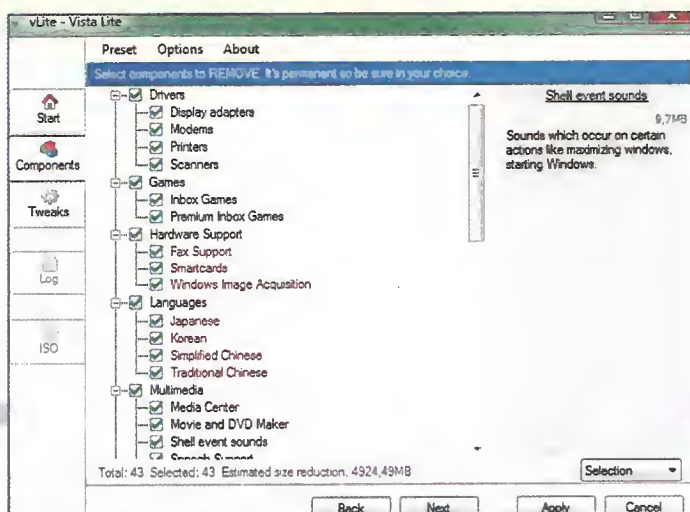 vLite - Vista Lite
Preset Options About
Select components to REMOVE. It's permanent so be sure in your choice.
Start
Components
Tweaks
Log
ISO
Drivers
Display adapters
Modems
Printers
Scanners
Games
Inbox Games
Premium Inbox Games
Hardware Support
Fax Support
Smartcards
Windows Image Acquisition
Languages
Japanese
Korean
Simplified Chinese
Traditional Chinese
Multimedia
Media Center
Movie and DVD Maker
Shell event sounds
Speech Support
Shell event sounds
9,7MB
Sounds which occur on certain
actions like maximizing windows,
starting Windows.
Total: 43 Selected: 43 Estimated size reduction: 4924,49MB
Selection
Back Next Apply Cancel